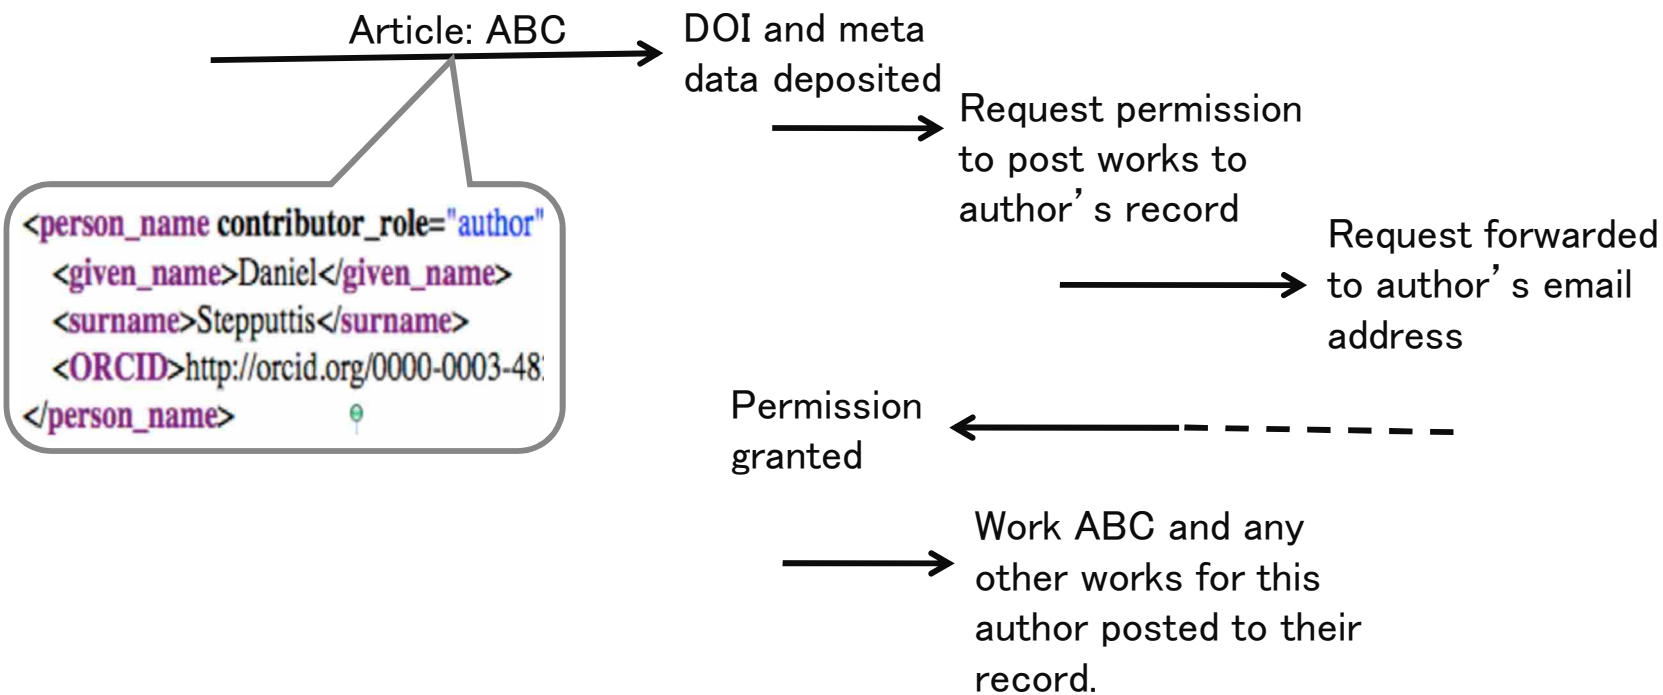 Article: ABC
DOI and meta
data deposited
Request permission
to post works to
author's record
Request forwarded
to author's email
address
<person_name contributor_role="author"
<given_name>Daniel</given_name>
<surname>Stepputtis</surname>
<ORCID>http://orcid.org/0000-0003-48
</person_name>
Permission
granted
Work ABC and any
other works for this
author posted to their
record.